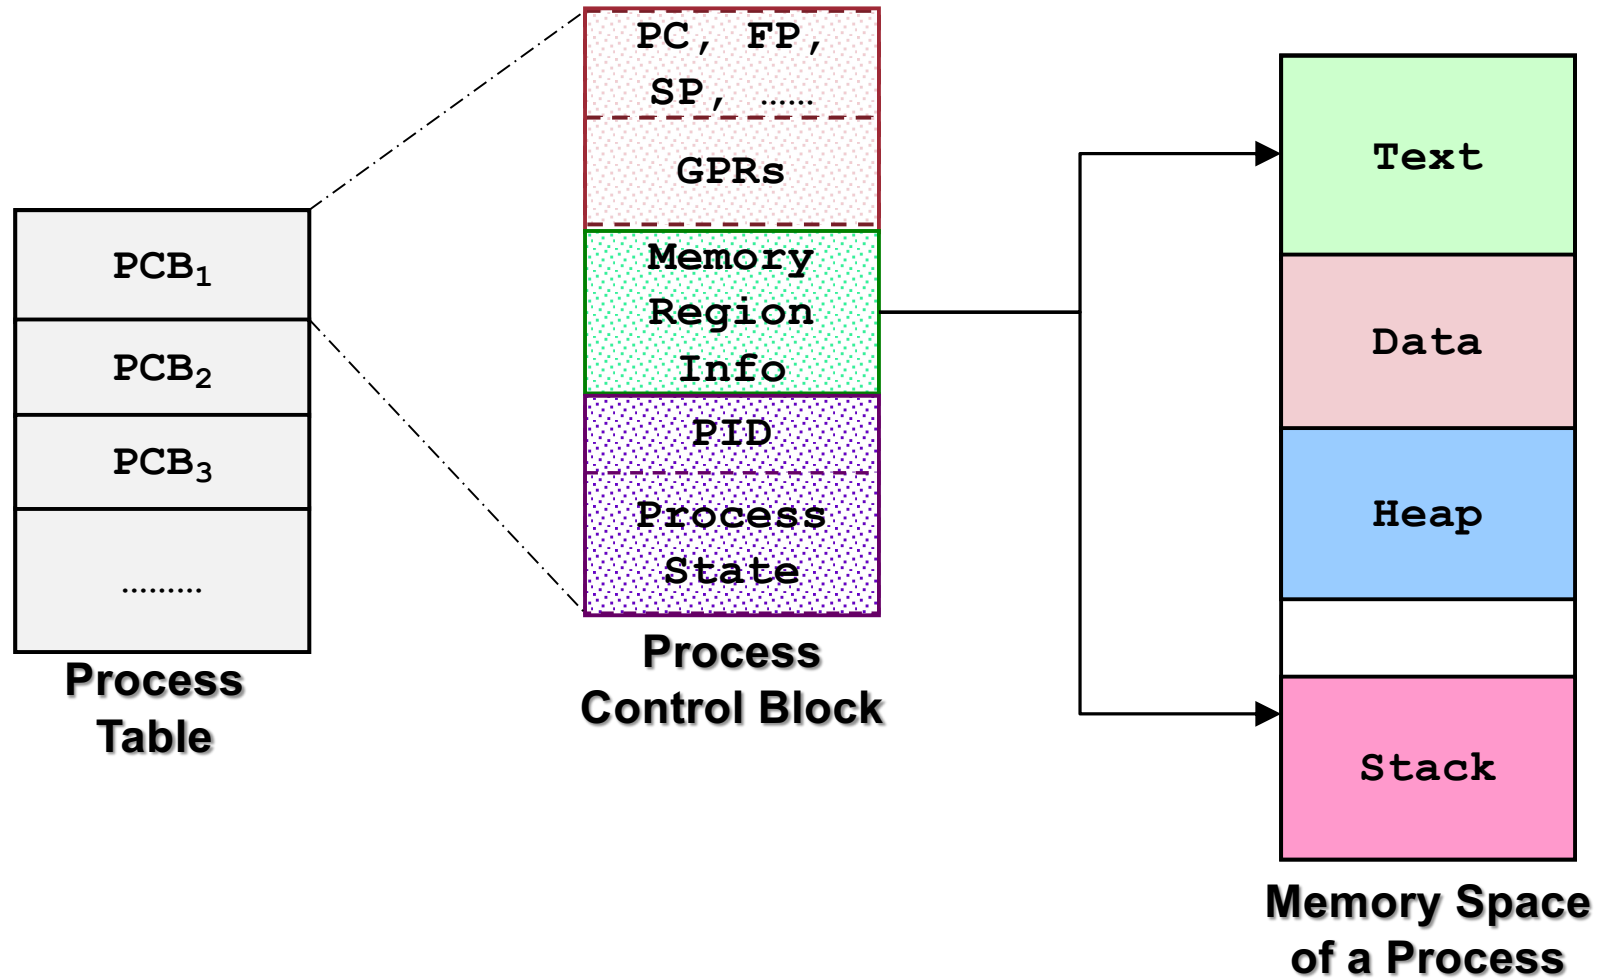 PCB₁
PCB₂
PCB₃
………
Process
Table
PC, FP,
SP, ……
GPRs
Memory
Region
Info
PID
Process
State
Process
Control Block
Text
Data
Heap
Stack
Memory Space
of a Process